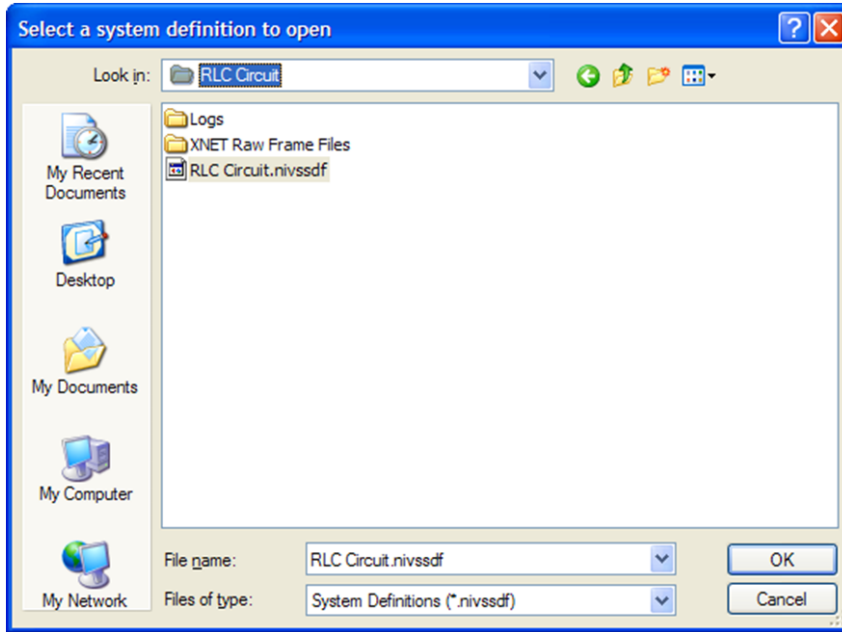 Select a system definition to open
Look in:
RLC Circuit
My Recent
Documents
Desktop
My Documents
My Computer
My Network
Logs
XNET Raw Frame Files
RLC Circuit.nivssdf
File name:
RLC Circuit.nivssdf
OK
Files of type:
System Definitions (*.nivssdf)
Cancel